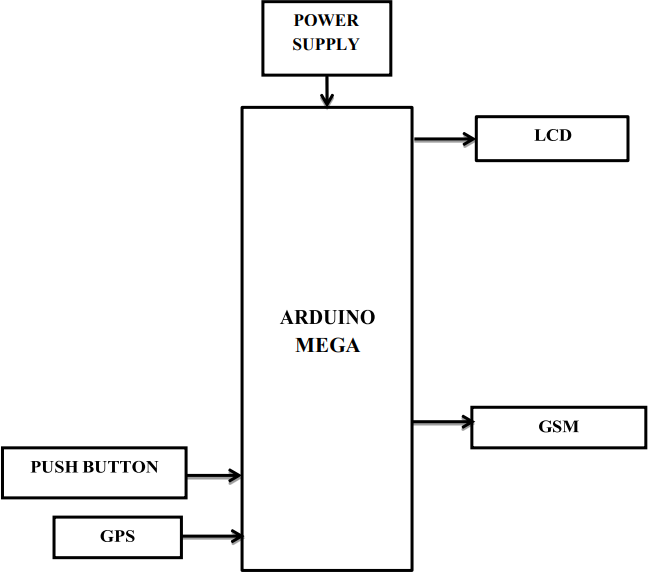 POWER
SUPPLY
LCD
ARDUINO
MEGA
GSM
PUSH BUTTON
GPS